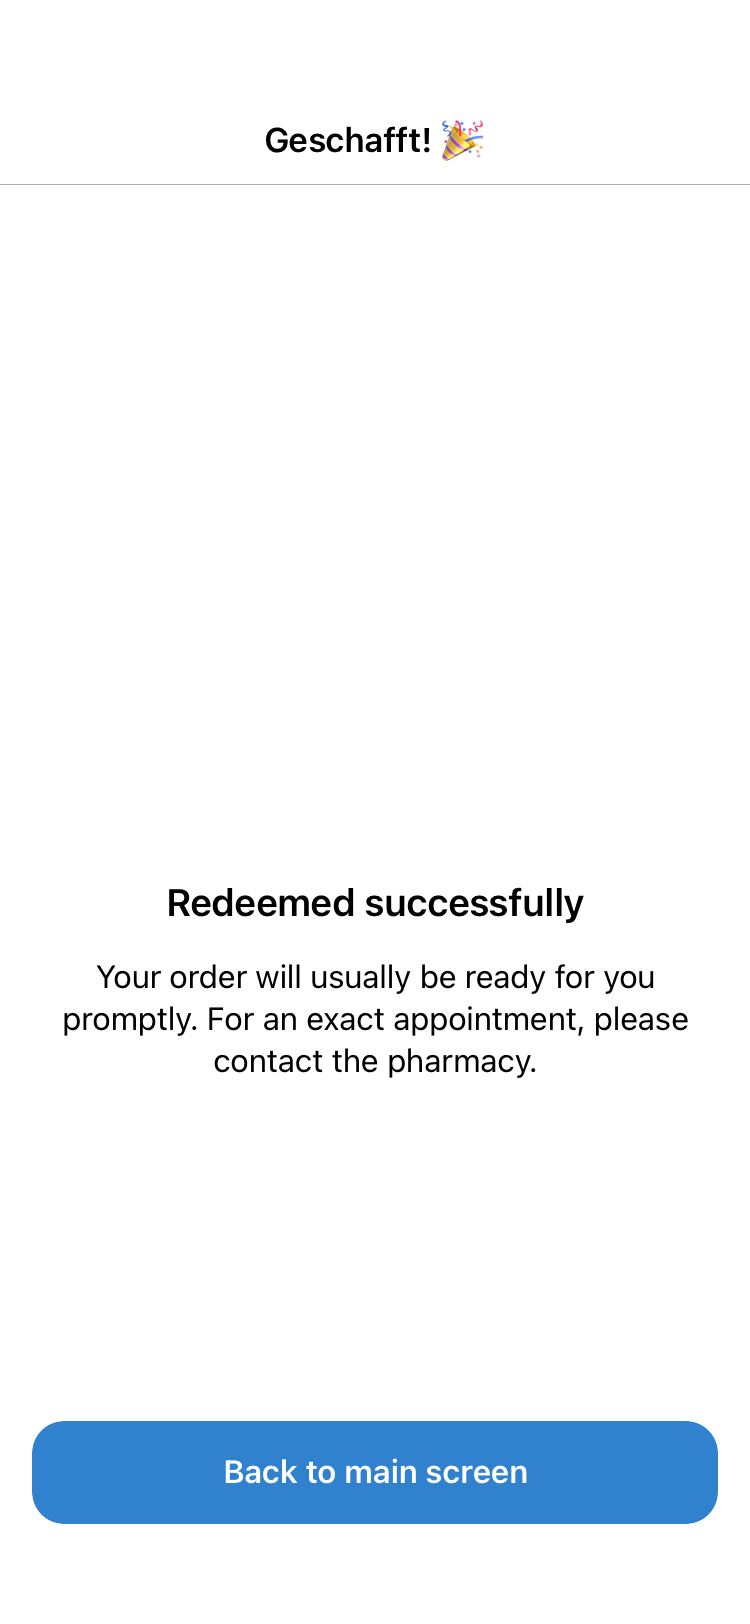 Geschafft! 🎉
Redeemed successfully
Your order will usually be ready for you
promptly. For an exact appointment, please
contact the pharmacy.
Back to main screen